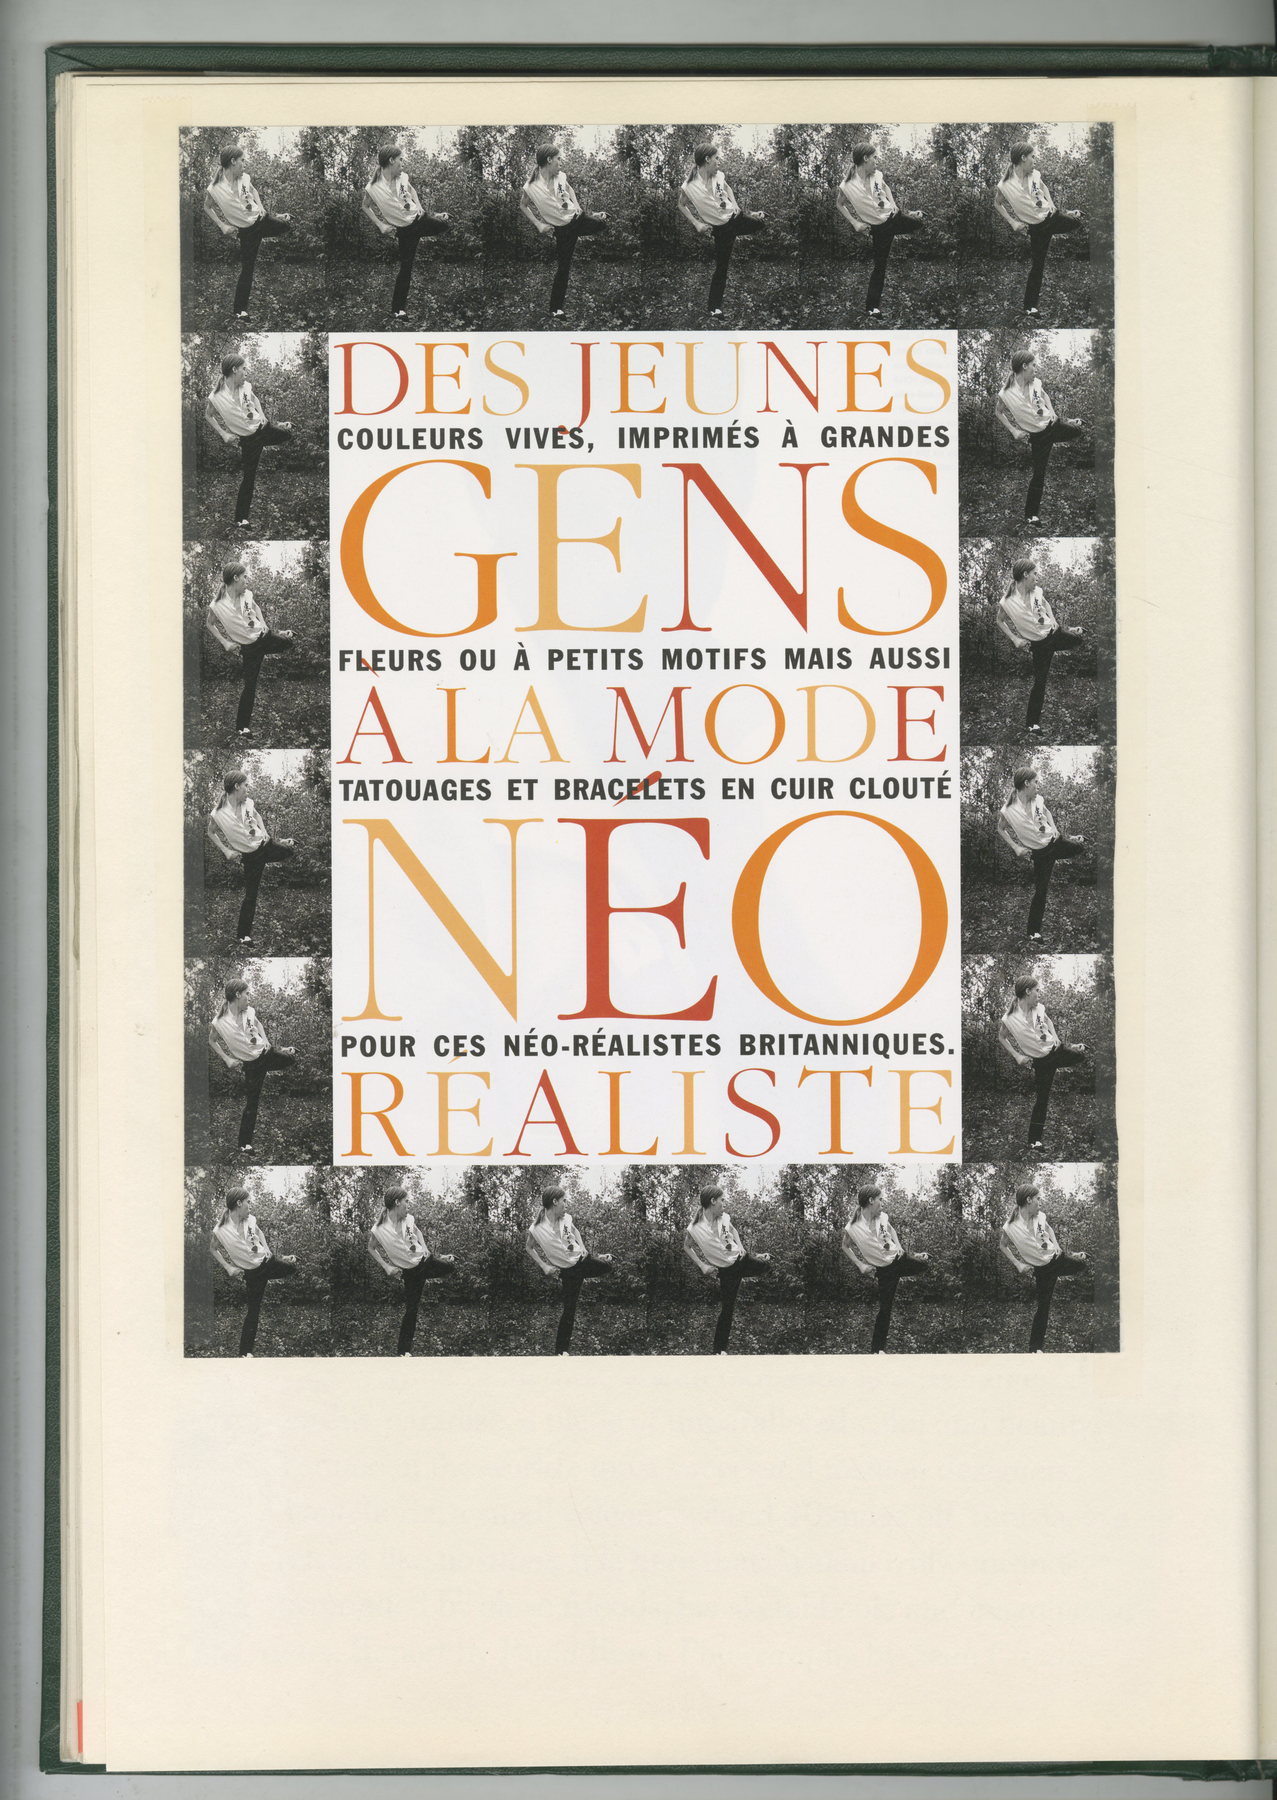 DES JEUNES
COULEURS VIVES, IMPRIMÉS À GRANDES
GENS
FLEURS OU À PETITS MOTIFS MAIS AUSSI
À LA MODE
TATOUAGES ET BRACELETS EN CUIR CLOUTÉ
NÉO
POUR CES NÉO-RÉALISTES BRITANNIQUES.
RÉALISTE